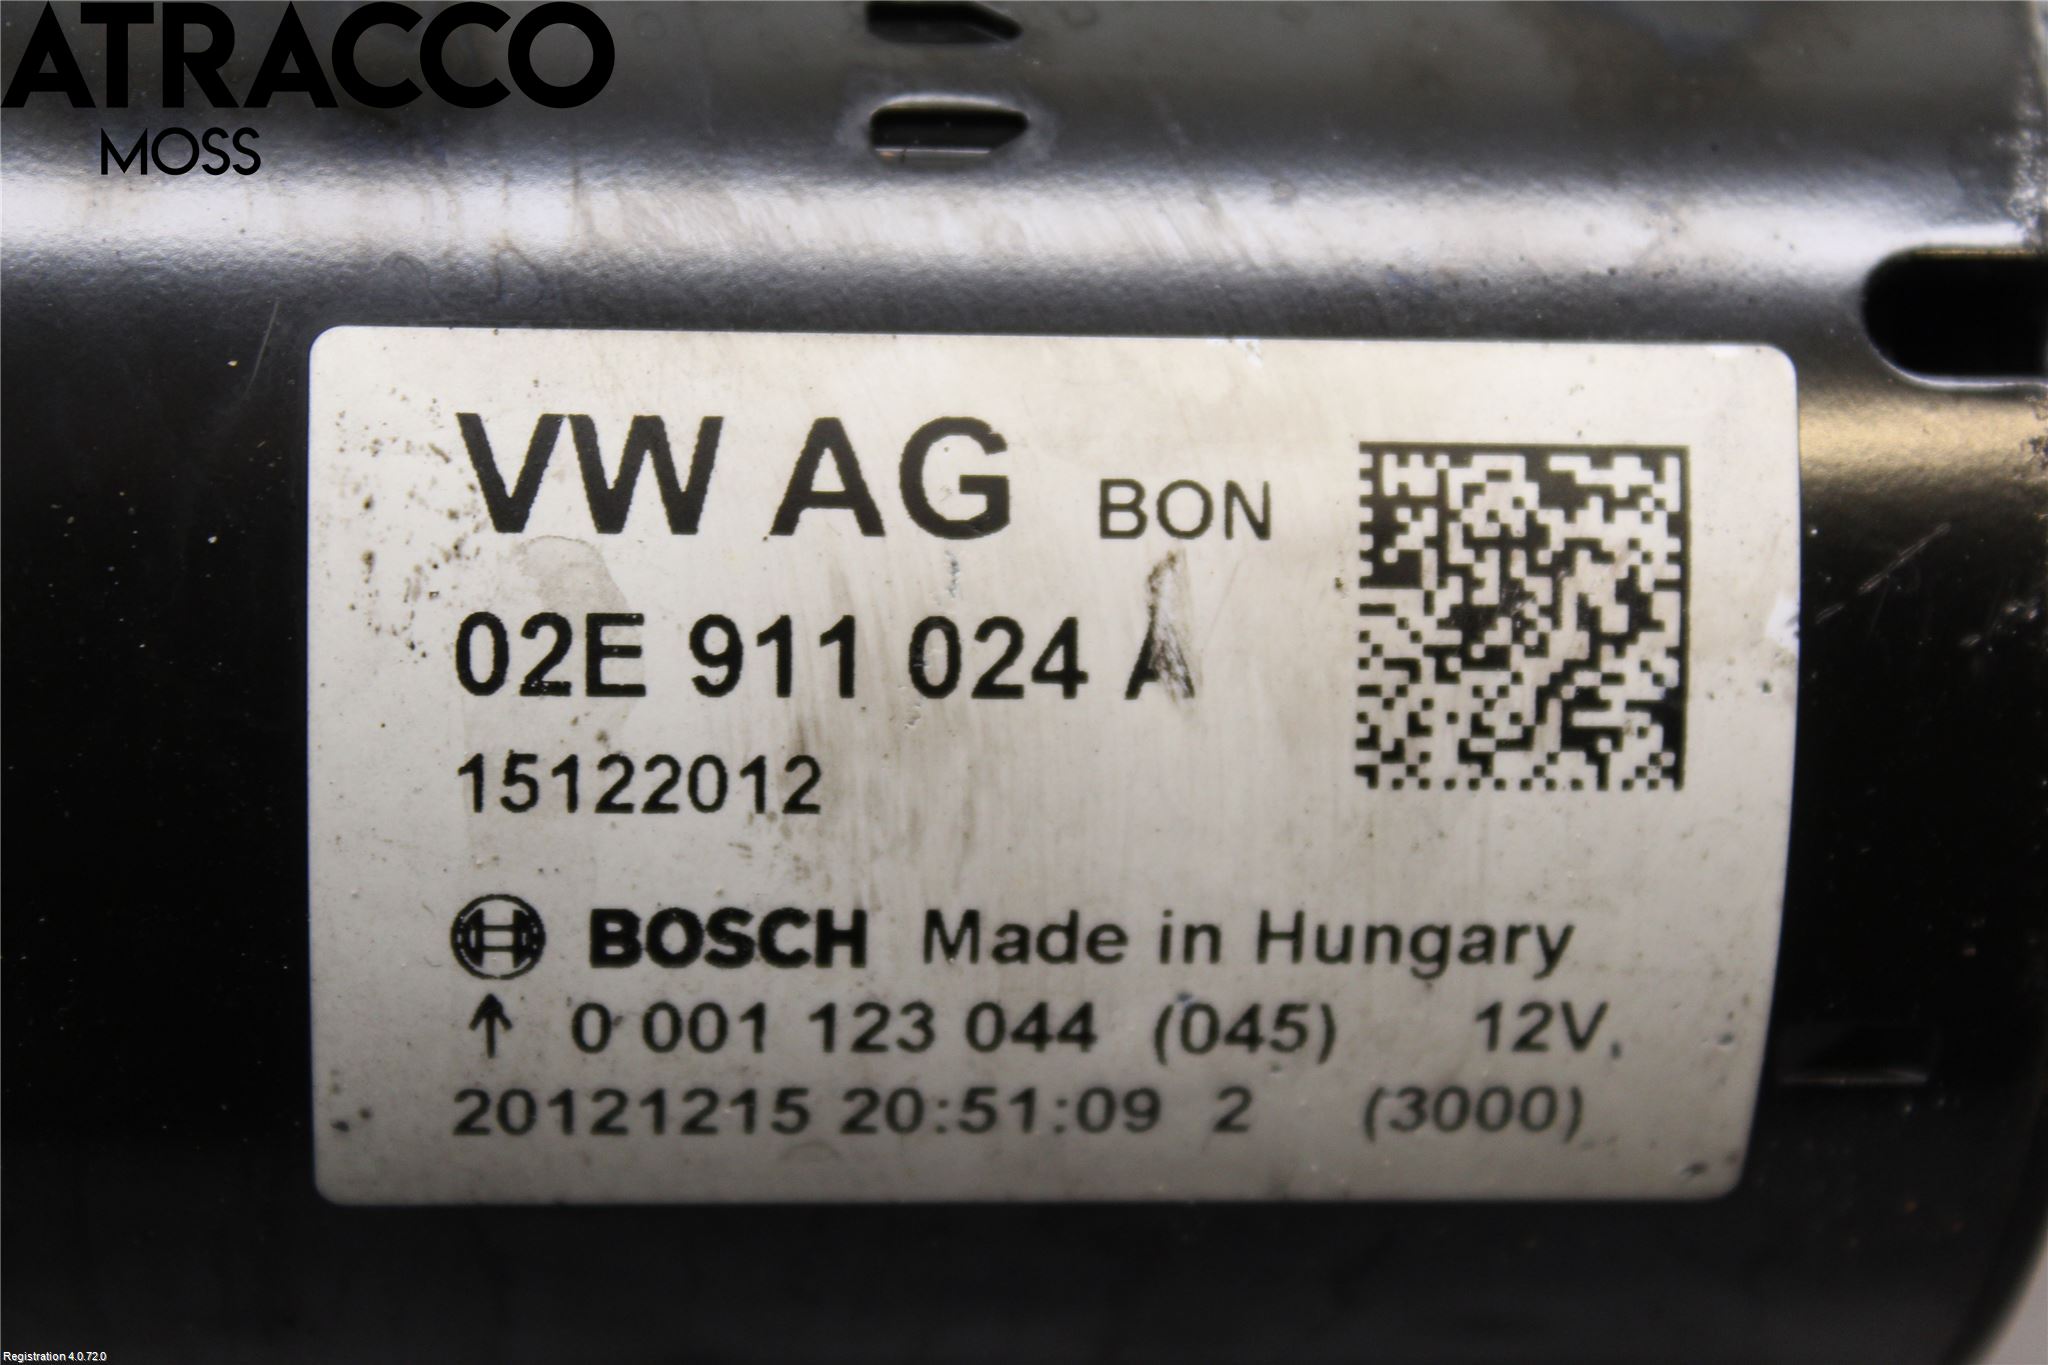 ATRACCO
MOSS
VW AG BON
02E 911 024 A
15122012
BOSCH Made in Hungary
↑ 0 001 123 044 (045) 12V
20121215 20:51:09 2 (3000)
Registration 4.0.72.0